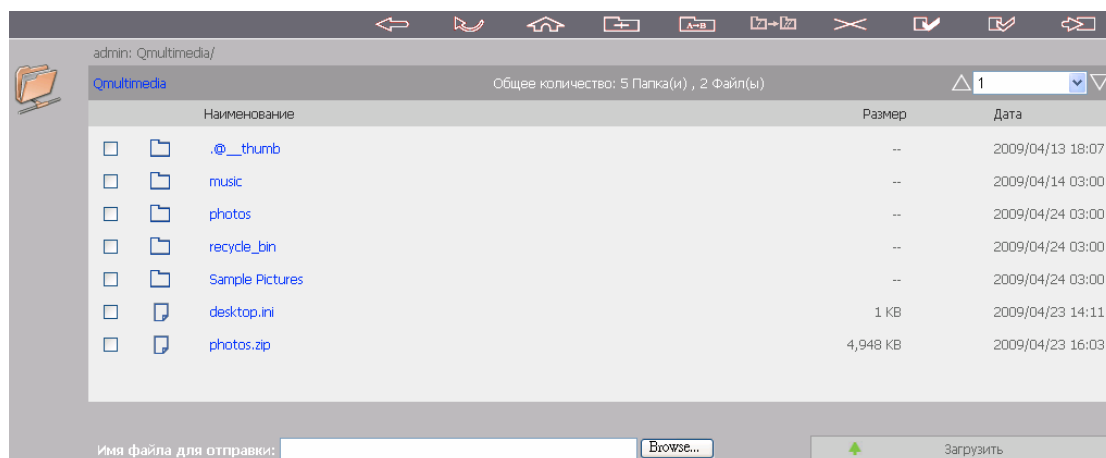 A→B
admin: Qmultimedia/
Qmultimedia Общее количество: 5 Папка(и) , 2 Файл(ы) 1
Наименование Размер Дата
.@__thumb -- 2009/04/13 18:07
music -- 2009/04/14 03:00
photos -- 2009/04/24 03:00
recycle_bin -- 2009/04/24 03:00
Sample Pictures -- 2009/04/24 03:00
desktop.ini 1 KB 2009/04/23 14:11
photos.zip 4,948 KB 2009/04/23 16:03
Имя файла для отправки: Browse... Загрузить